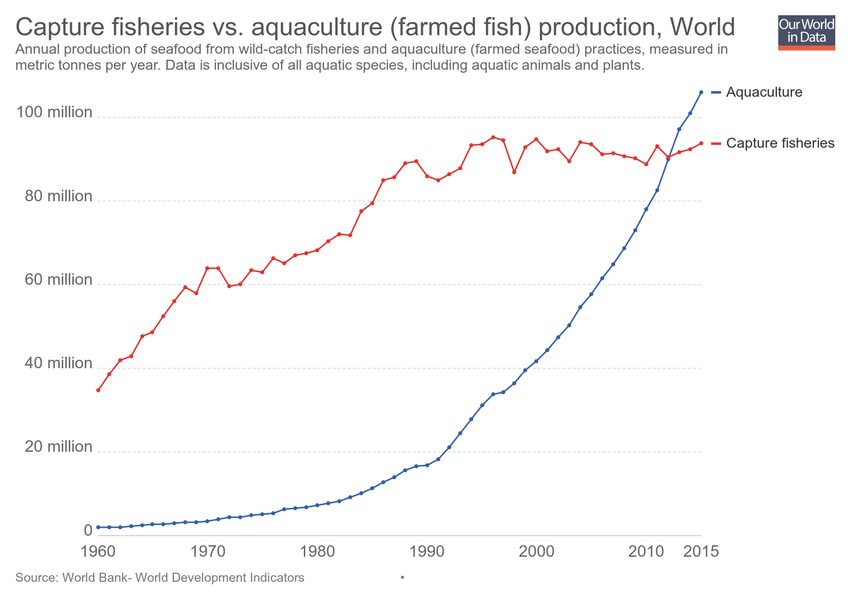 Capture fisheries vs. aquaculture (farmed fish) production, World
Our World
in Data
Annual production of seafood from wild-catch fisheries and aquaculture (farmed seafood) practices, measured in
metric tonnes per year. Data is inclusive of all aquatic species, including aquatic animals and plants.
100 million
80 million
60 million
40 million
20 million
0
Aquaculture
Capture fisheries
1960 1970 1980 1990 2000 2010 2015
Source: World Bank- World Development Indicators